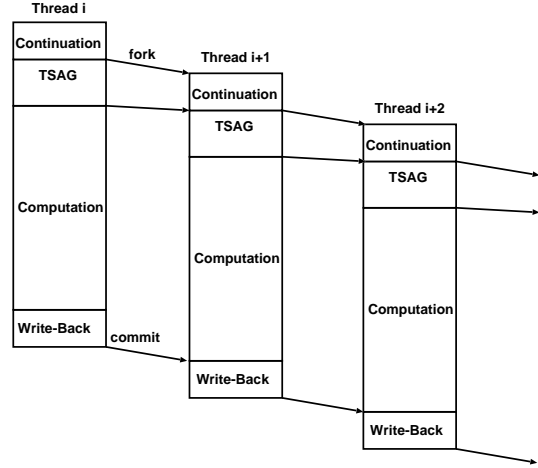 Thread i
Continuation
fork
TSAG
Computation
Write-Back
commit
Thread i+1
Continuation
TSAG
Computation
Write-Back
Thread i+2
Continuation
TSAG
Computation
Write-Back